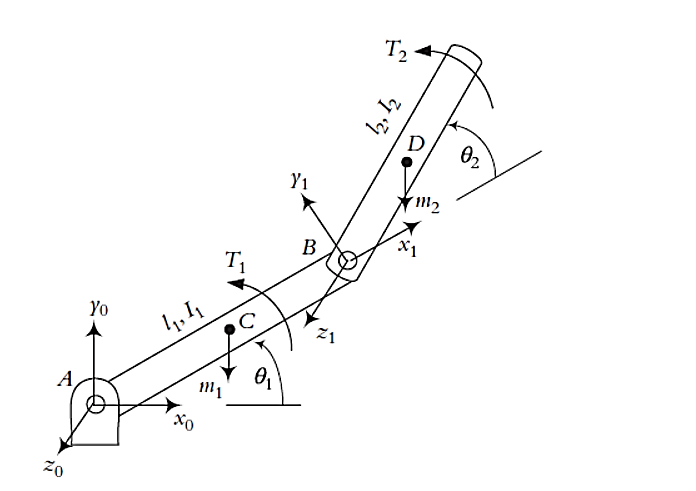 T₂
l₂, I₂
D
θ₂
m₂
y₁
B
x₁
T₁
z₁
l₁, I₁
C
y₀
A
m₁
θ₁
x₀
z₀